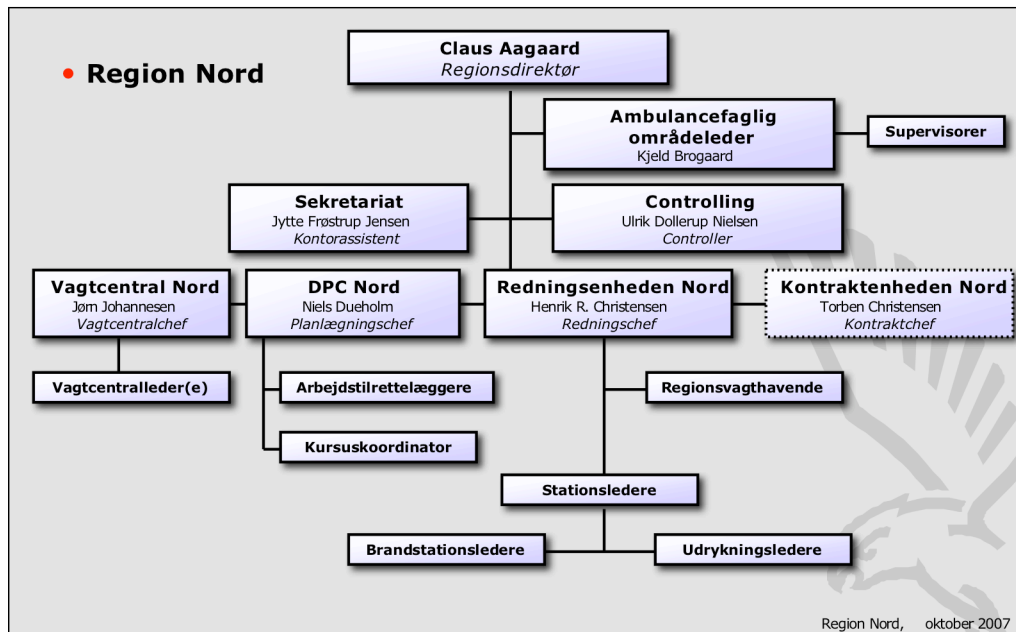 Claus Aagaard
Regionsdirektør
• Region Nord
Ambulancefaglig
områdeleder
Kjeld Brogaard
Supervisorer
Sekretariat
Jytte Frøstrup Jensen
Kontorassistent
Controlling
Ulrik Dollerup Nielsen
Controller
Vagtcentral Nord
Jørn Johannesen
Vagtcentralchef
DPC Nord
Niels Dueholm
Planlægningschef
Redningsenheden Nord
Henrik R. Christensen
Redningschef
Kontraktenheden Nord
Torben Christensen
Kontraktchef
Vagtcentralleder(e)
Arbejdstilrettelæggere
Regionsvagthavende
Kursuskoordinator
Stationsledere
Brandstationsledere
Udrykningsledere
Region Nord, oktober 2007